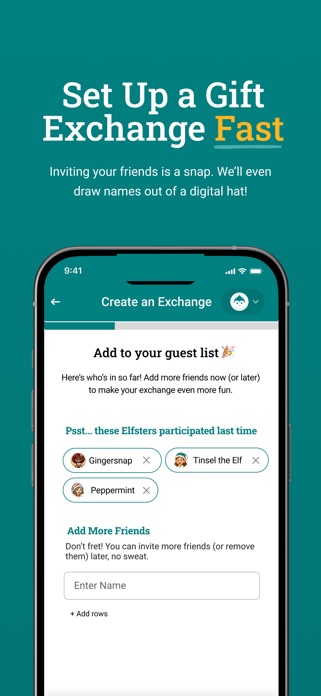 Set Up a Gift
Exchange Fast
Inviting your friends is a snap. We'll even
draw names out of a digital hat!
9:41
Create an Exchange
Add to your guest list 🎉
Here's who's in so far! Add more friends now (or later)
to make your exchange even more fun.
Psst... these Elfsters participated last time
Gingersnap
Tinsel the Elf
Peppermint
Add More Friends
Don't fret! You can invite more friends (or remove
them) later, no sweat.
Enter Name
+ Add rows